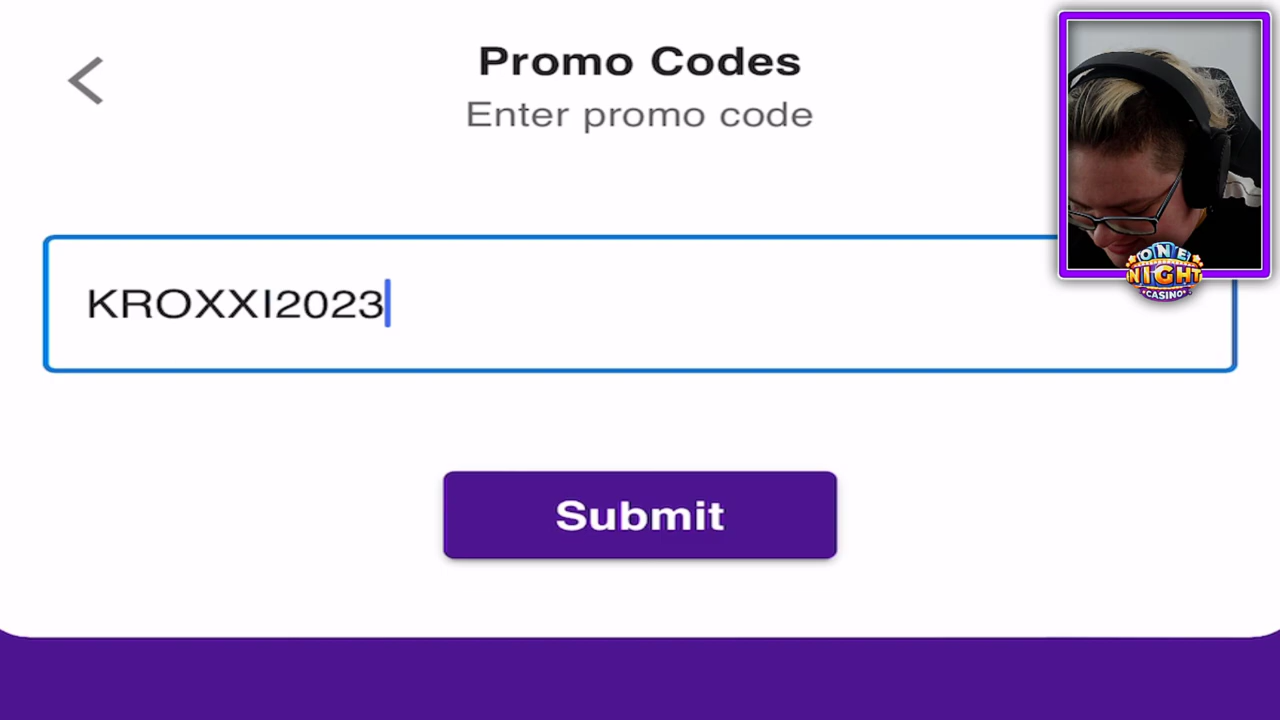 Promo Codes
Enter promo code
KROXXI2023
Submit
ONE
NIGHT
CASINO